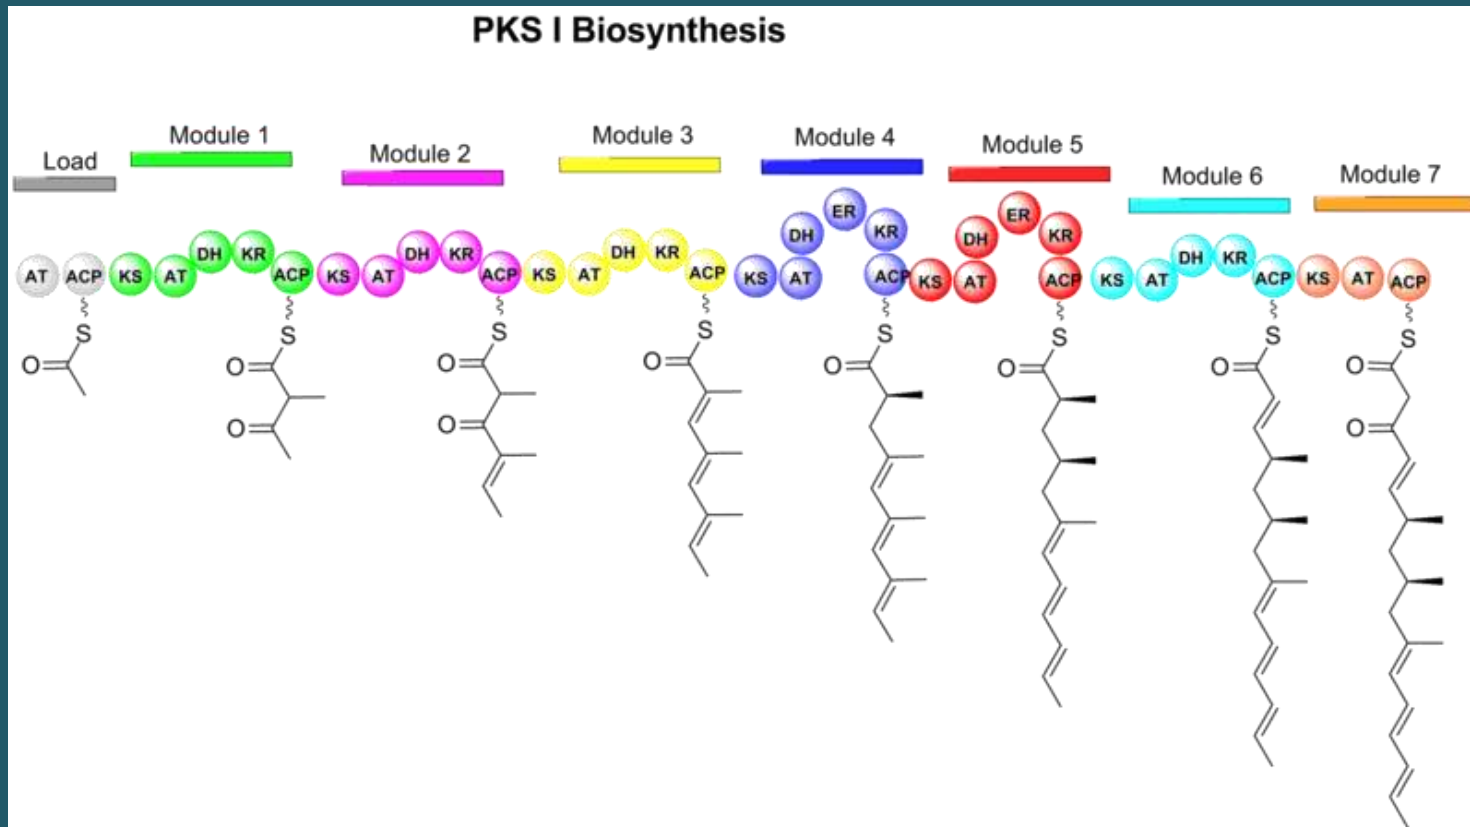 PKS I Biosynthesis
Load
Module 1
Module 2
Module 3
Module 4
Module 5
Module 6
Module 7
AT ACP KS AT DH KR ACP KS AT DH KR ACP KS AT DH KR ACP KS AT DH ER KR ACP KS AT DH ER KR ACP KS AT DH KR ACP KS AT ACP
S S S S S S S S
O O O O O O O O
O O O